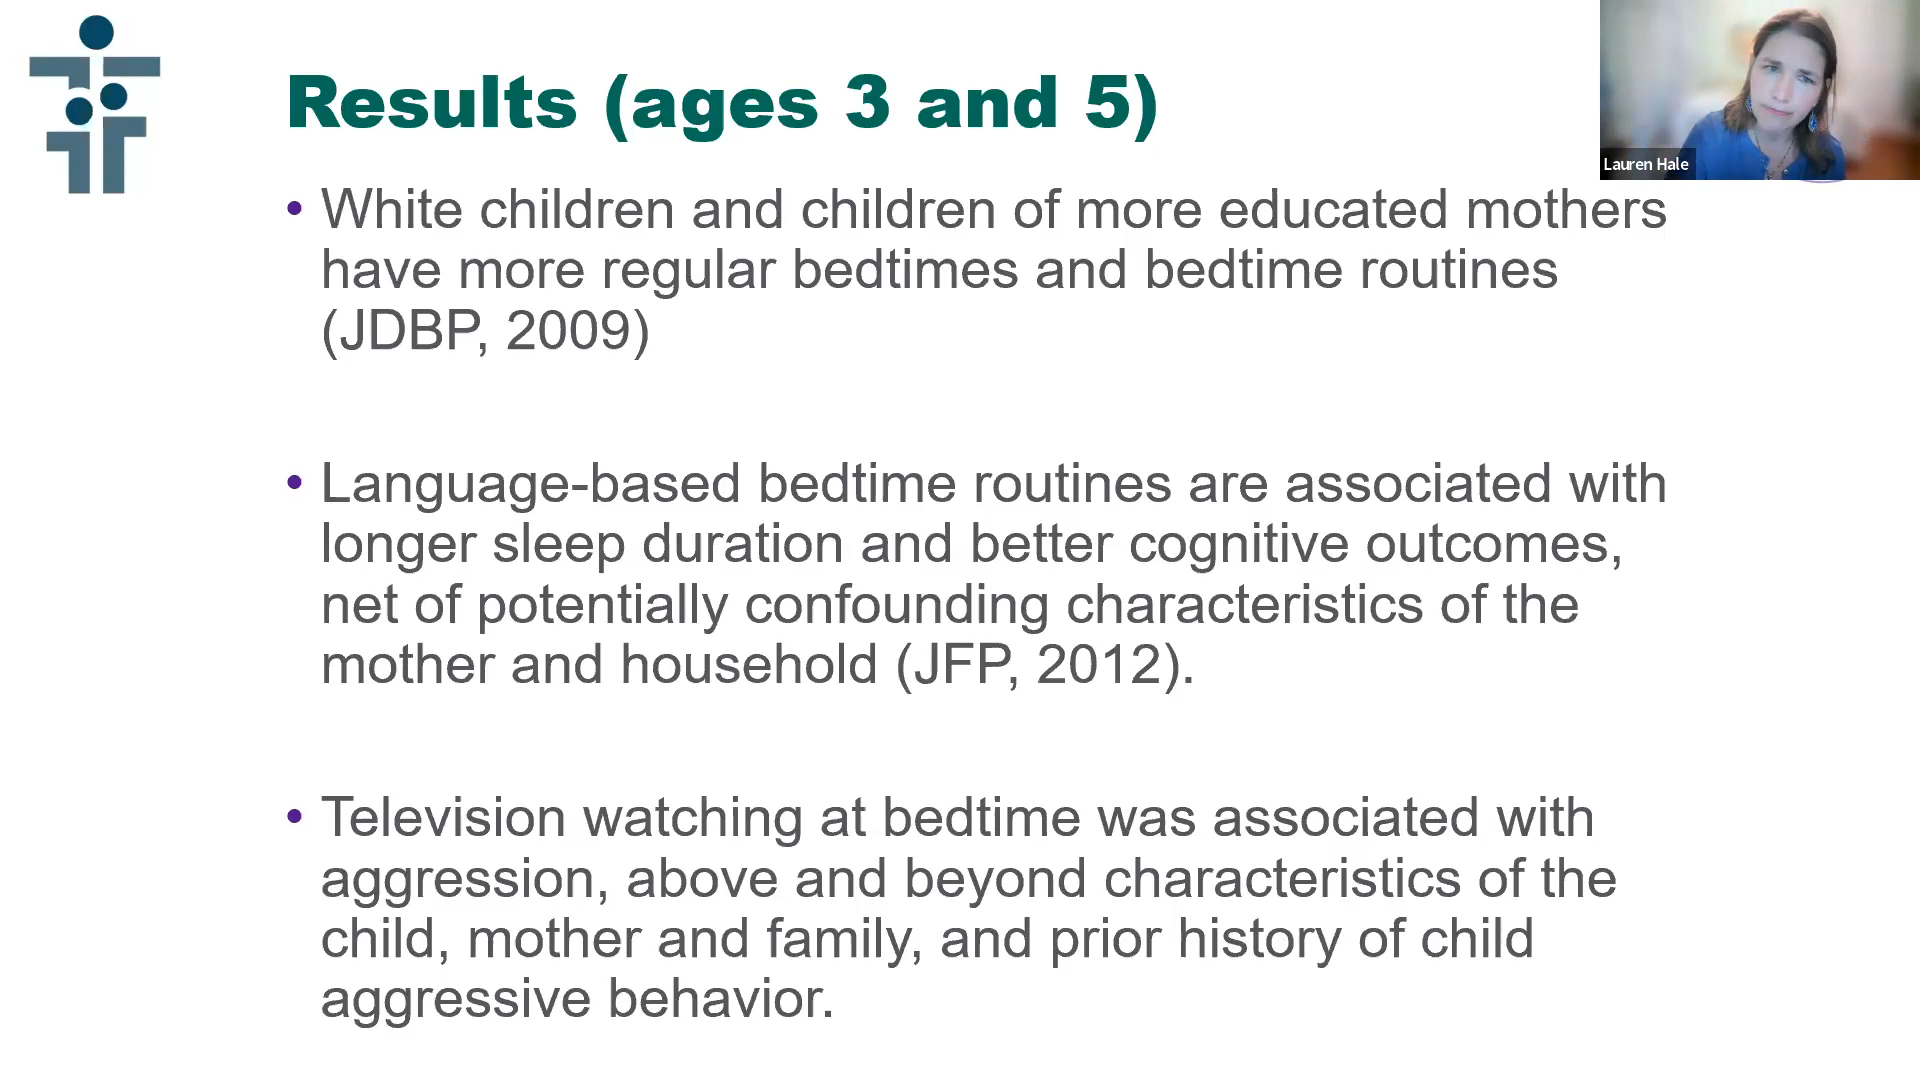 Results (ages 3 and 5)
Lauren Hale
• White children and children of more educated mothers
have more regular bedtimes and bedtime routines
(JDBP, 2009)
• Language-based bedtime routines are associated with
longer sleep duration and better cognitive outcomes,
net of potentially confounding characteristics of the
mother and household (JFP, 2012).
• Television watching at bedtime was associated with
aggression, above and beyond characteristics of the
child, mother and family, and prior history of child
aggressive behavior.